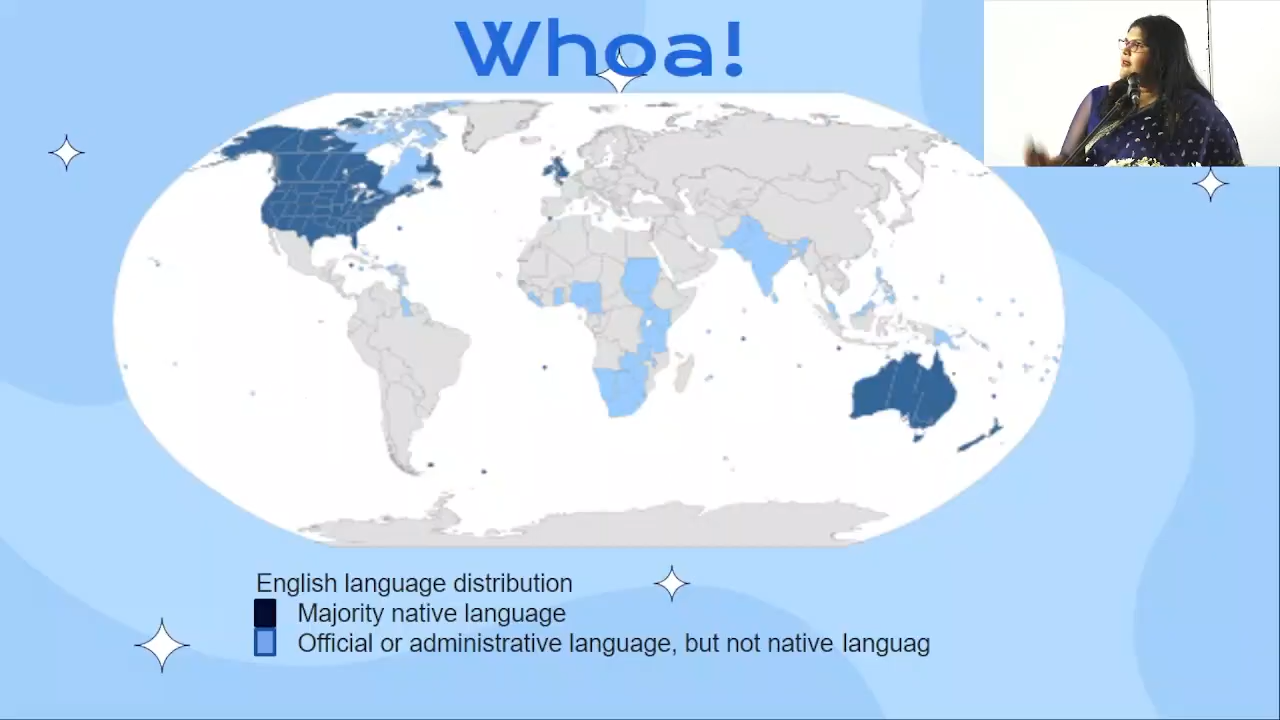 Whoa!
English language distribution
Majority native language
Official or administrative language, but not native languag